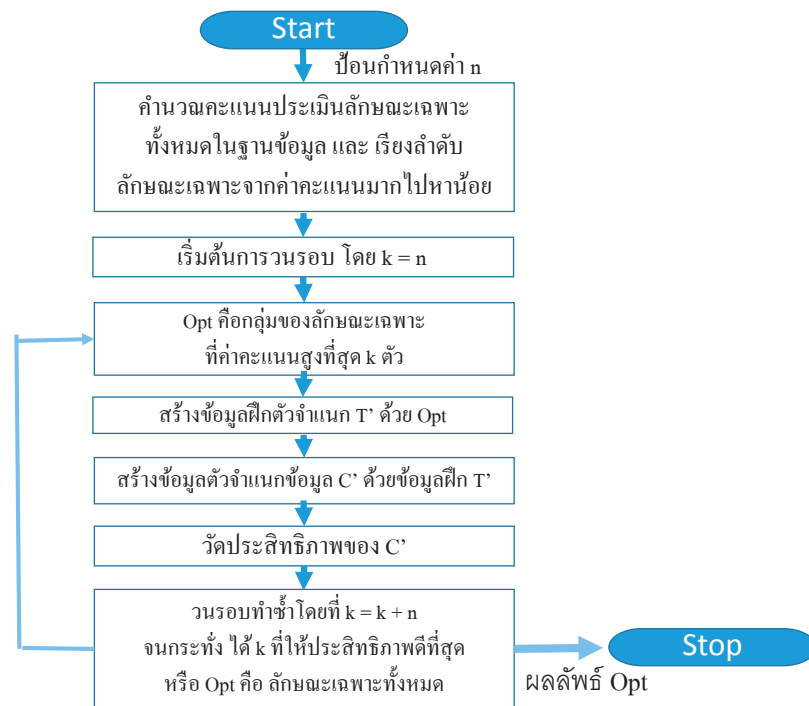 Start
ป้อนกำหนดค่า n
คำนวณคะแนนประเมินลักษณะเฉพาะ
ทั้งหมดในฐานข้อมูล และ เรียงลำดับ
ลักษณะเฉพาะจากค่าคะแนนมากไปหาน้อย
เริ่มต้นการวนรอบ โดย k = n
Opt คือกลุ่มของลักษณะเฉพาะ
ที่ค่าคะแนนสูงที่สุด k ตัว
สร้างข้อมูลฝึกตัวจำแนก T’ ด้วย Opt
สร้างข้อมูลตัวจำแนกข้อมูล C’ ด้วยข้อมูลฝึก T’
วัดประสิทธิภาพของ C’
วนรอบทำซ้ำโดยที่ k = k + n
จนกระทั่ง ได้ k ที่ให้ประสิทธิภาพดีที่สุด
หรือ Opt คือ ลักษณะเฉพาะทั้งหมด
Stop
ผลลัพธ์ Opt